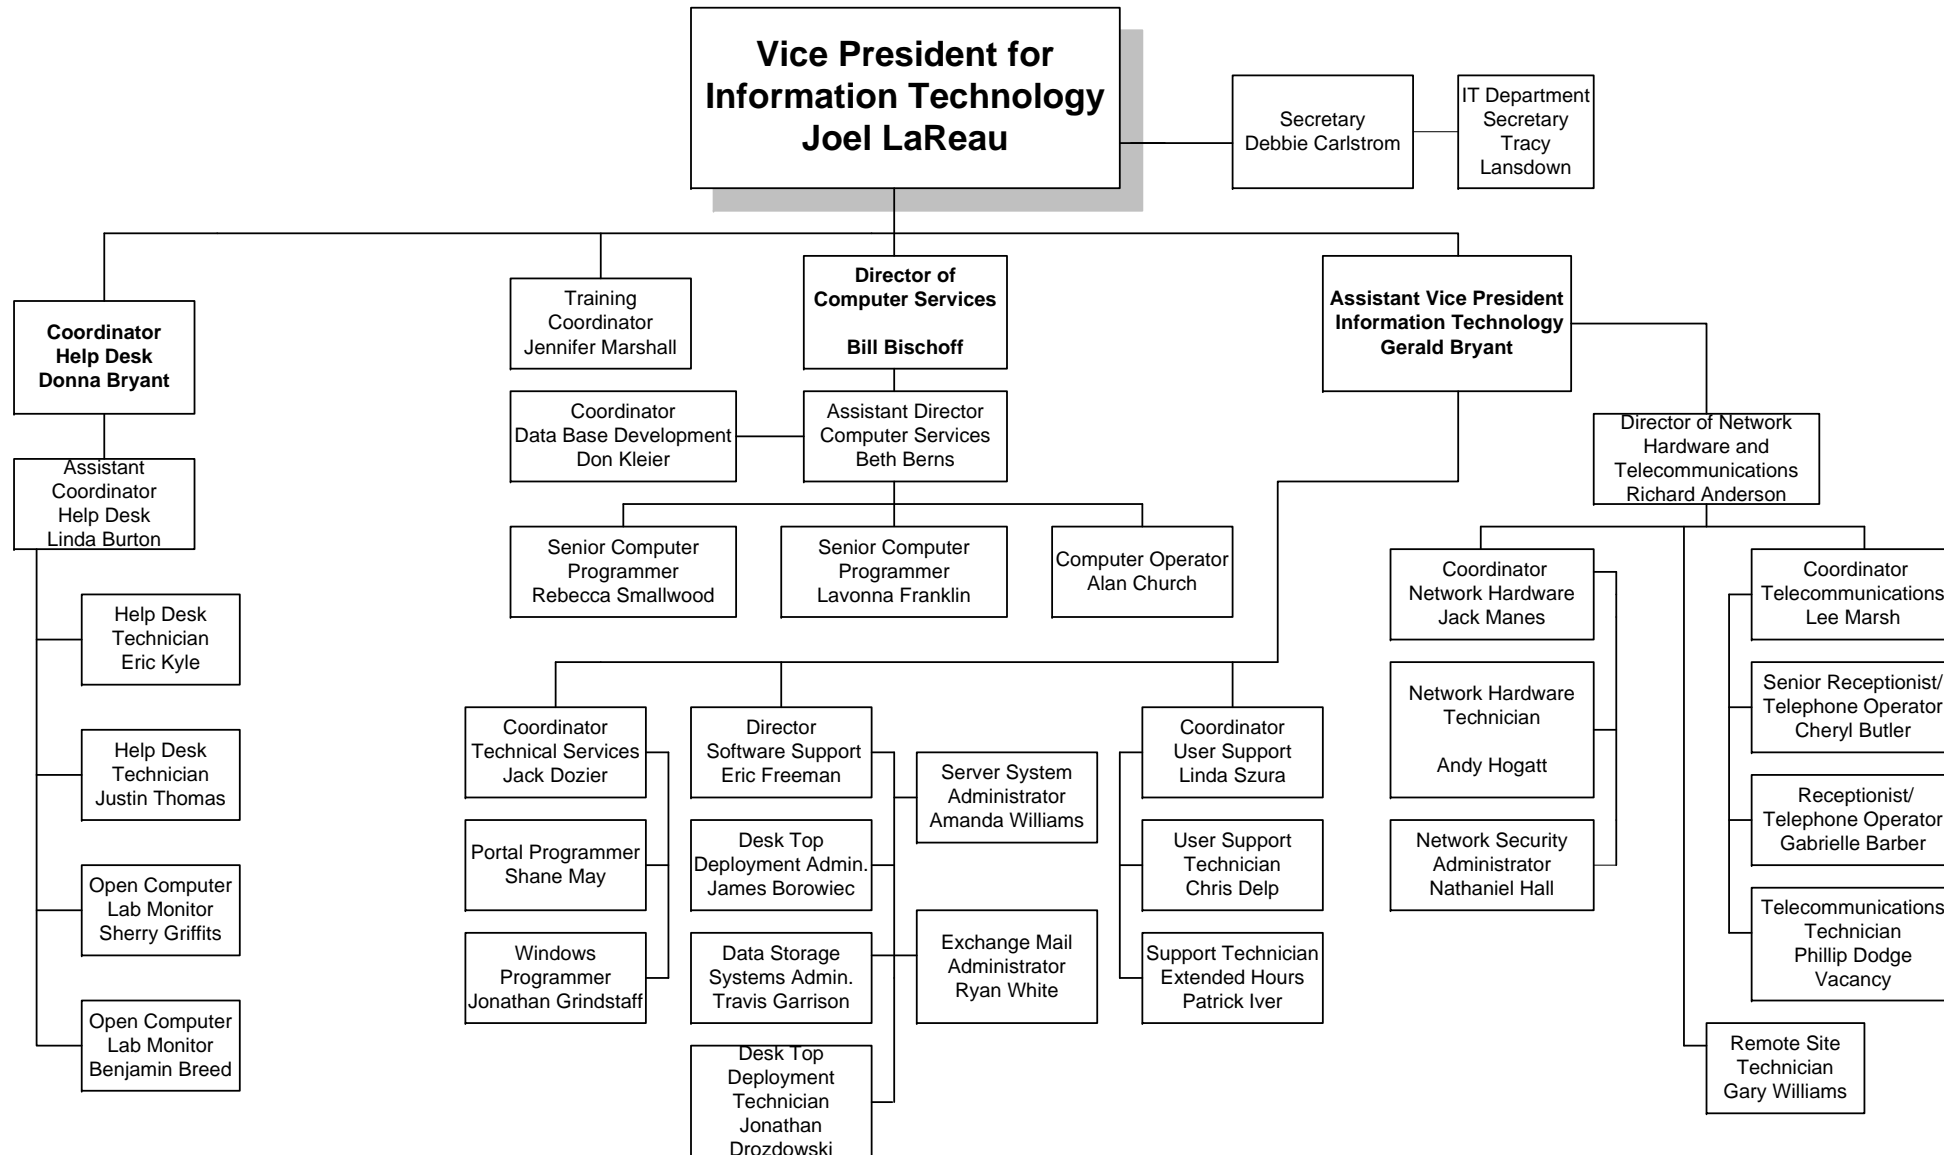 Vice President for
Information Technology
Joel LaReau
Secretary
Debbie Carlstrom
IT Department
Secretary
Tracy
Lansdown
Coordinator
Help Desk
Donna Bryant
Training
Coordinator
Jennifer Marshall
Director of
Computer Services
Bill Bischoff
Assistant Vice President
Information Technology
Gerald Bryant
Coordinator
Data Base Development
Don Kleier
Assistant Director
Computer Services
Beth Berns
Director of Network
Hardware and
Telecommunications
Richard Anderson
Assistant
Coordinator
Help Desk
Linda Burton
Senior Computer
Programmer
Rebecca Smallwood
Senior Computer
Programmer
Lavonna Franklin
Computer Operator
Alan Church
Coordinator
Network Hardware
Jack Manes
Coordinator
Telecommunications
Lee Marsh
Help Desk
Technician
Eric Kyle
Network Hardware
Technician
Andy Hogatt
Senior Receptionist/
Telephone Operator
Cheryl Butler
Help Desk
Technician
Justin Thomas
Coordinator
Technical Services
Jack Dozier
Director
Software Support
Eric Freeman
Server System
Administrator
Amanda Williams
Coordinator
User Support
Linda Szura
Receptionist/
Telephone Operator
Gabrielle Barber
Portal Programmer
Shane May
Desk Top
Deployment Admin.
James Borowiec
User Support
Technician
Chris Delp
Network Security
Administrator
Nathaniel Hall
Open Computer
Lab Monitor
Sherry Griffits
Telecommunications
Technician
Phillip Dodge
Vacancy
Windows
Programmer
Jonathan Grindstaff
Data Storage
Systems Admin.
Travis Garrison
Exchange Mail
Administrator
Ryan White
Support Technician
Extended Hours
Patrick Iver
Open Computer
Lab Monitor
Benjamin Breed
Desk Top
Deployment
Technician
Jonathan
Drozdowski
Remote Site
Technician
Gary Williams